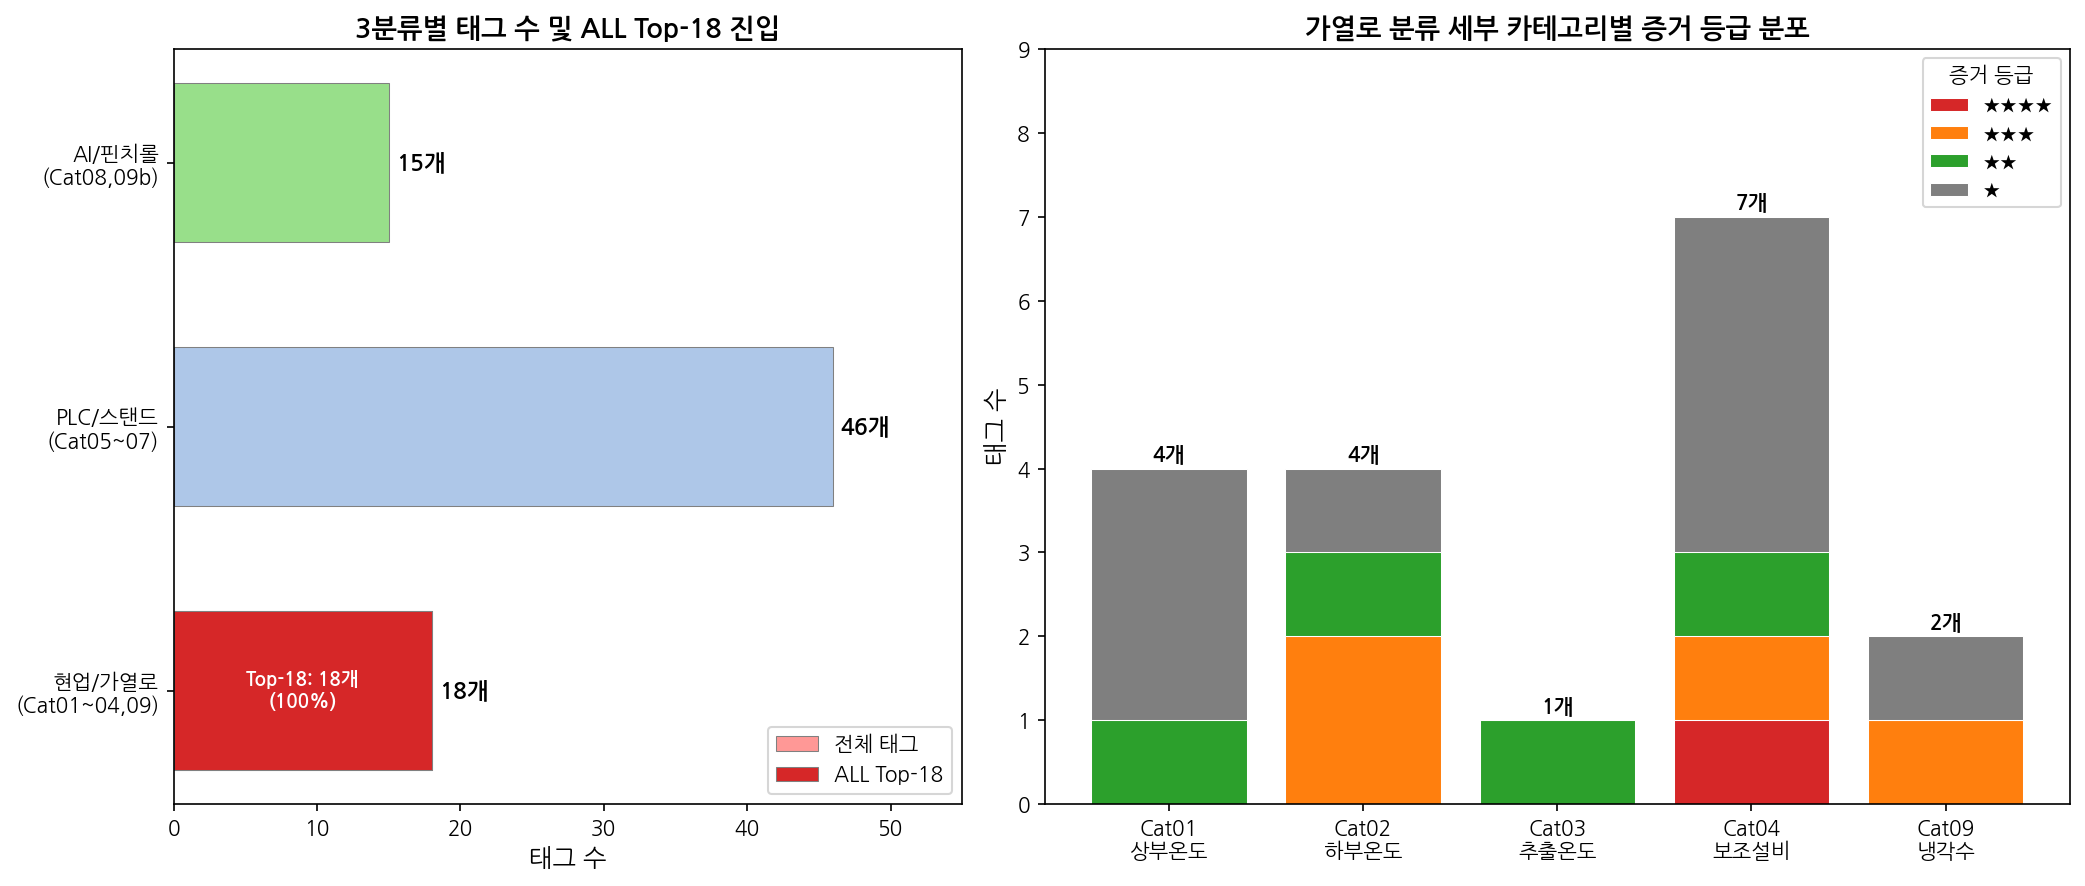 3분류별 태그 수 및 ALL Top-18 진입
AI/핀치롤
(Cat08,09b)
15개
PLC/스탠드
(Cat05~07)
46개
현업/가열로
(Cat01~04,09)
Top-18: 18개
(100%)
18개
전체 태그
ALL Top-18
0
10
20
30
40
50
태그 수
가열로 분류 세부 카테고리별 증거 등급 분포
증거 등급
★★★★
★★★
★★
★
태그 수
9
8
7
6
5
4
3
2
1
0
4개
4개
1개
7개
2개
Cat01
상부온도
Cat02
하부온도
Cat03
추출온도
Cat04
보조설비
Cat09
냉각수